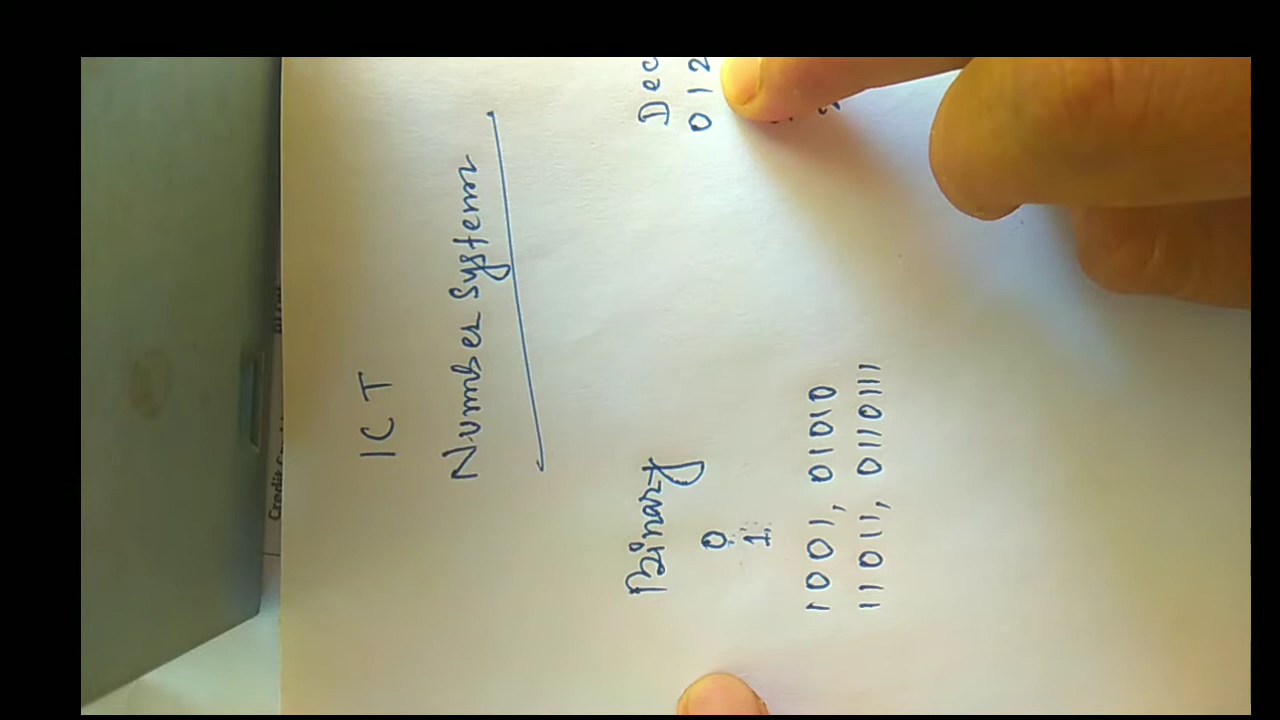 ICT
Number System
Binary
0
1
1001, 01010
11011, 0110111
Dec
012